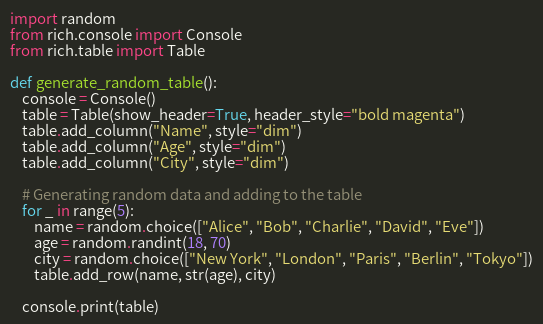 import random
from rich.console import Console
from rich.table import Table

def generate_random_table():
    console = Console()
    table = Table(show_header=True, header_style="bold magenta")
    table.add_column("Name", style="dim")
    table.add_column("Age", style="dim")
    table.add_column("City", style="dim")

    # Generating random data and adding to the table
    for _ in range(5):
        name = random.choice(["Alice", "Bob", "Charlie", "David", "Eve"])
        age = random.randint(18, 70)
        city = random.choice(["New York", "London", "Paris", "Berlin", "Tokyo"])
        table.add_row(name, str(age), city)

    console.print(table)